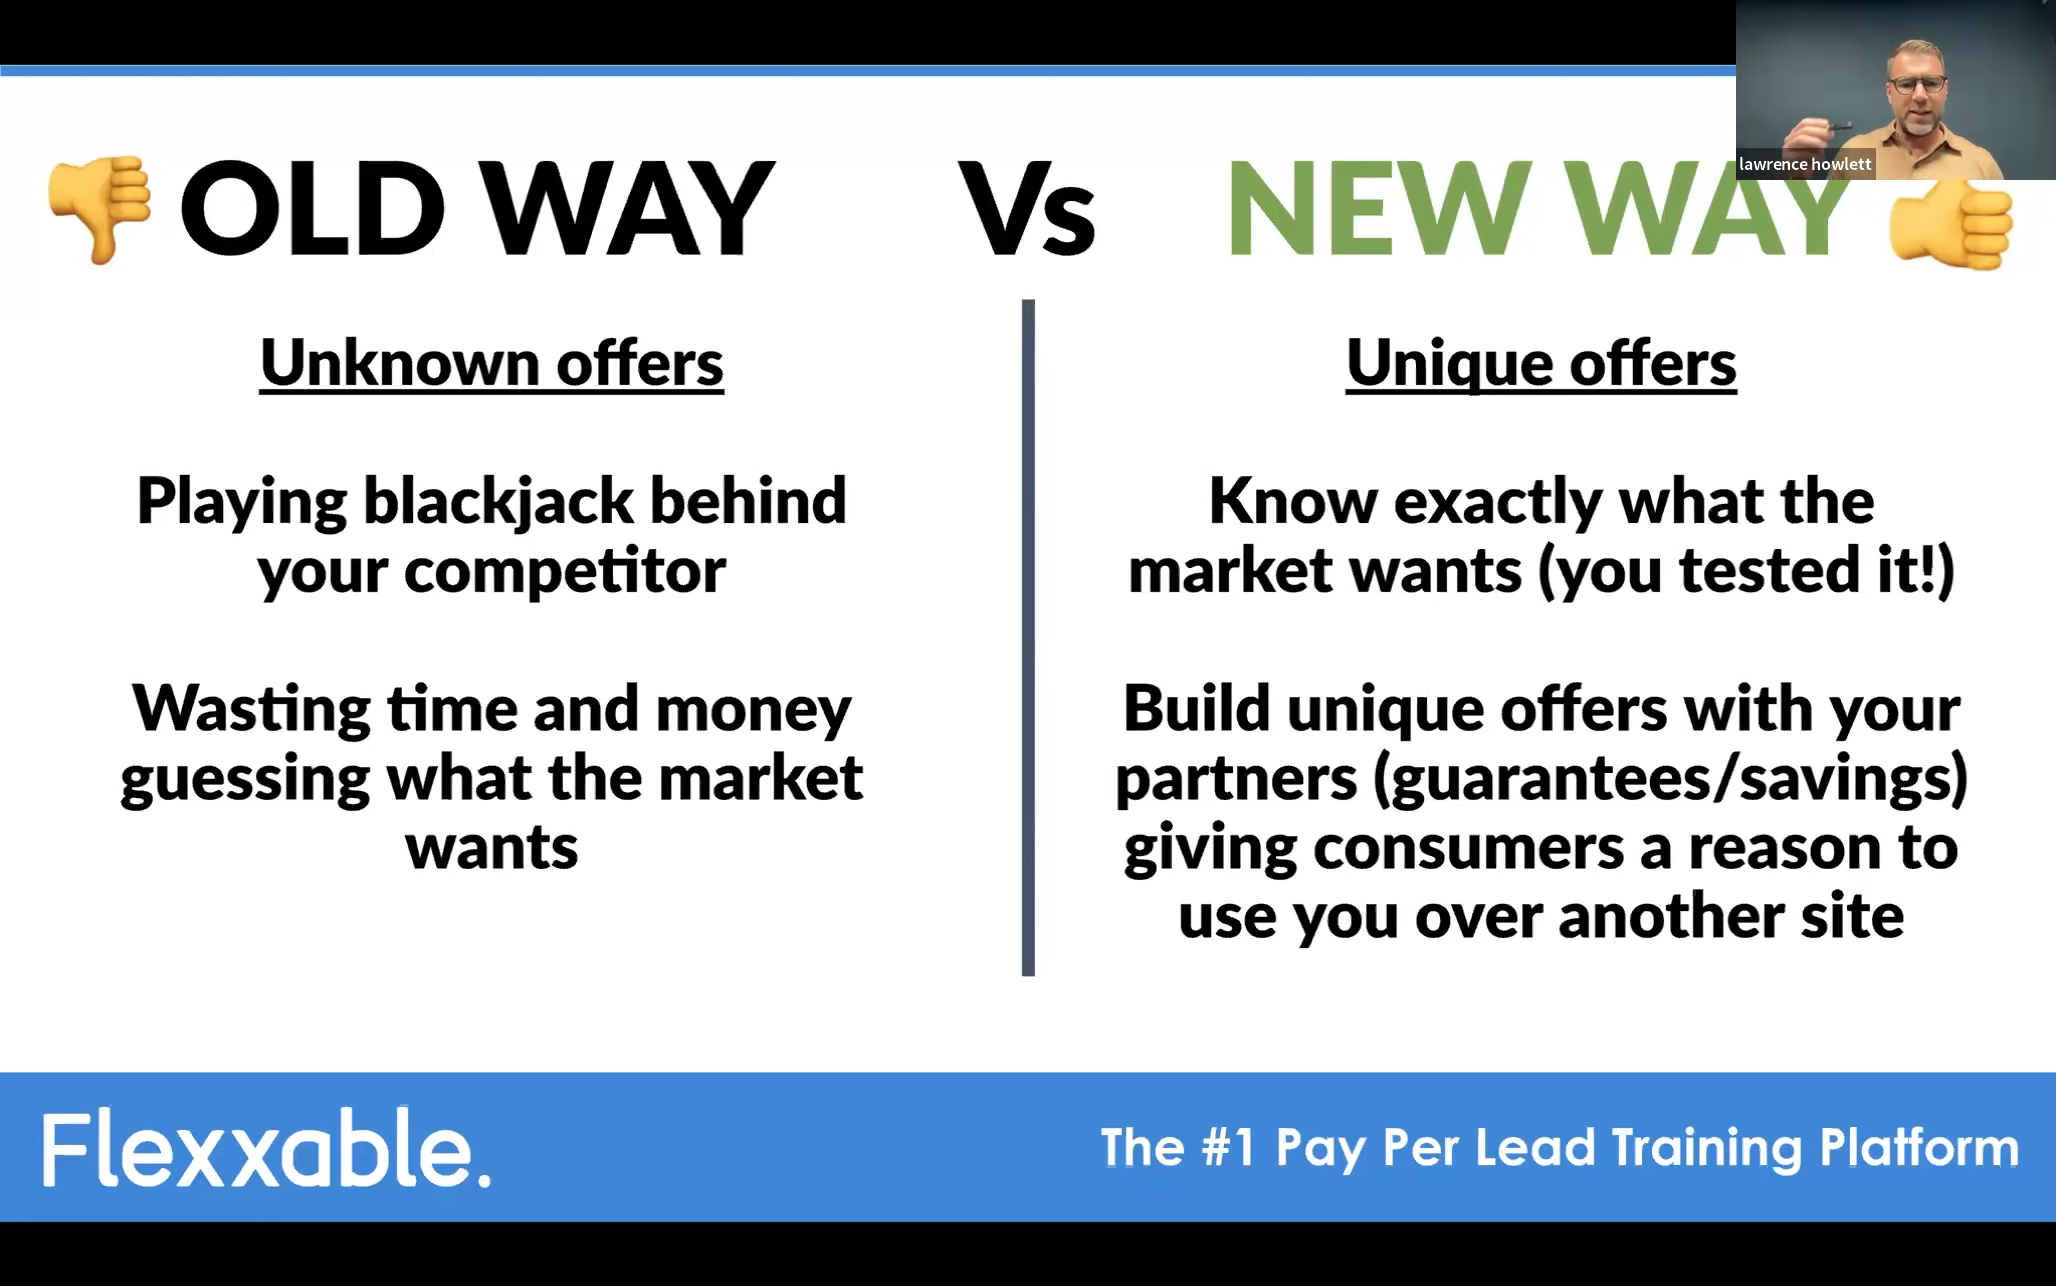 lawrence howlett
OLD WAY Vs NEW WAY
Unknown offers
Playing blackjack behind
your competitor
Wasting time and money
guessing what the market
wants
Unique offers
Know exactly what the
market wants (you tested it!)
Build unique offers with your
partners (guarantees/savings)
giving consumers a reason to
use you over another site
Flexxable.
The #1 Pay Per Lead Training Platform